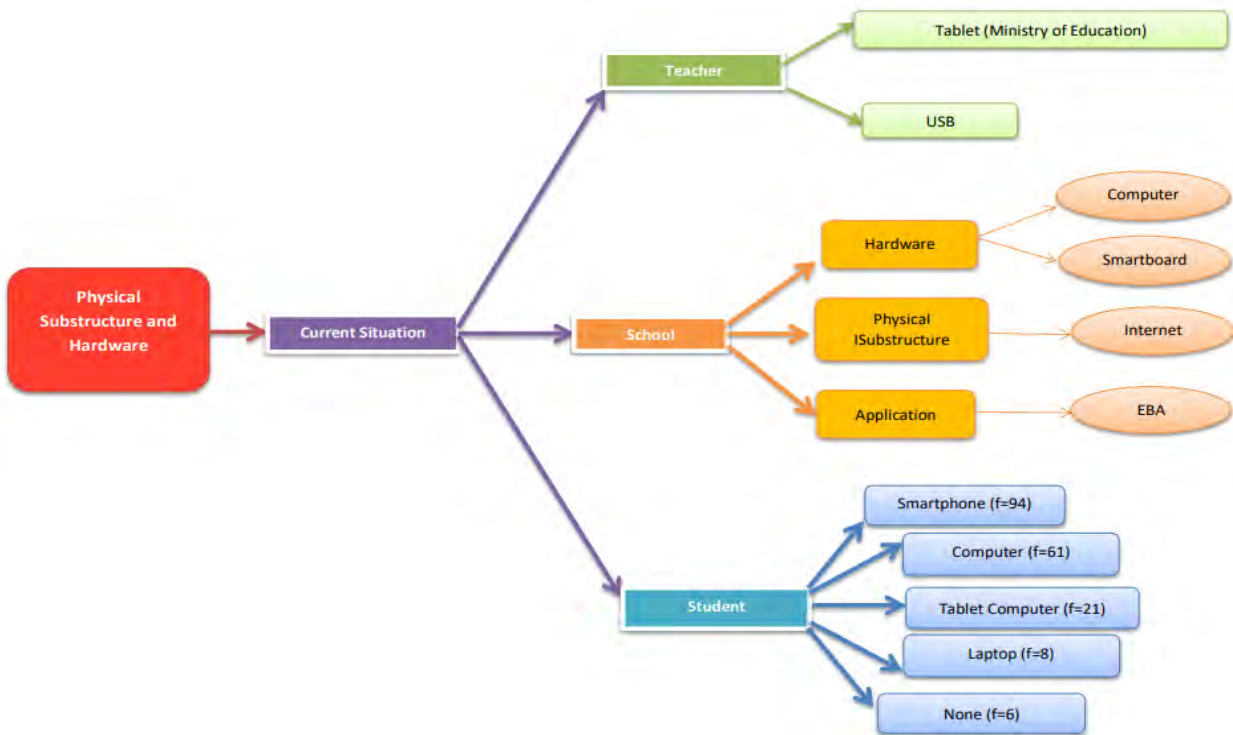 Physical
Substructure and
Hardware
Current Situation
Teacher
Tablet (Ministry of Education)
USB
School
Hardware
Computer
Smartboard
Physical
ISubstructure
Internet
Application
EBA
Student
Smartphone (f=94)
Computer (f=61)
Tablet Computer (f=21)
Laptop (f=8)
None (f=6)